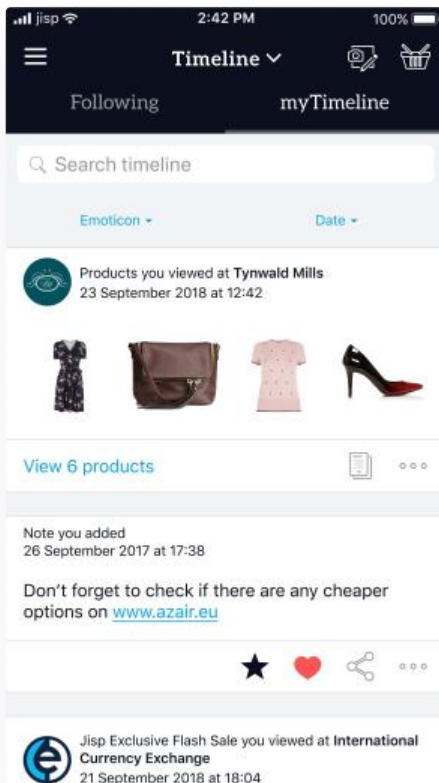 jisp 2:42 PM 100%
Timeline
Following myTimeline
Search timeline
Emoticon Date
Products you viewed at Tynwald Mills
23 September 2018 at 12:42
View 6 products
Note you added
26 September 2017 at 17:38
Don't forget to check if there are any cheaper
options on www.azair.eu
Jisp Exclusive Flash Sale you viewed at International
Currency Exchange
21 September 2018 at 18:04